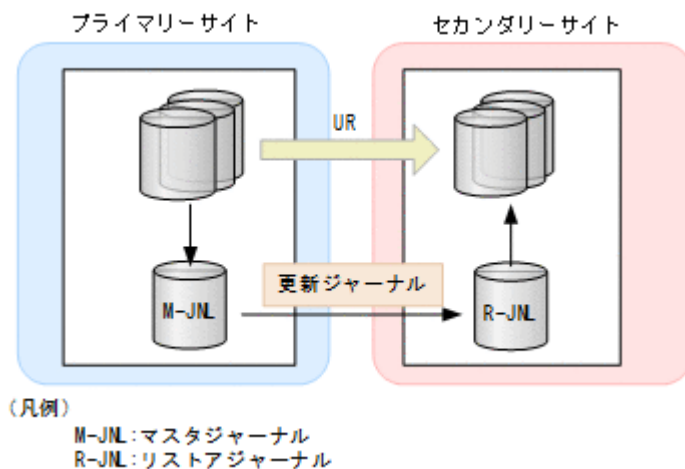 プライマリーサイト
セカンダリーサイト
UR
更新ジャーナル
M-JNL
R-JNL
(凡例)
M-JNL:マスタジャーナル
R-JNL:リストアジャーナル